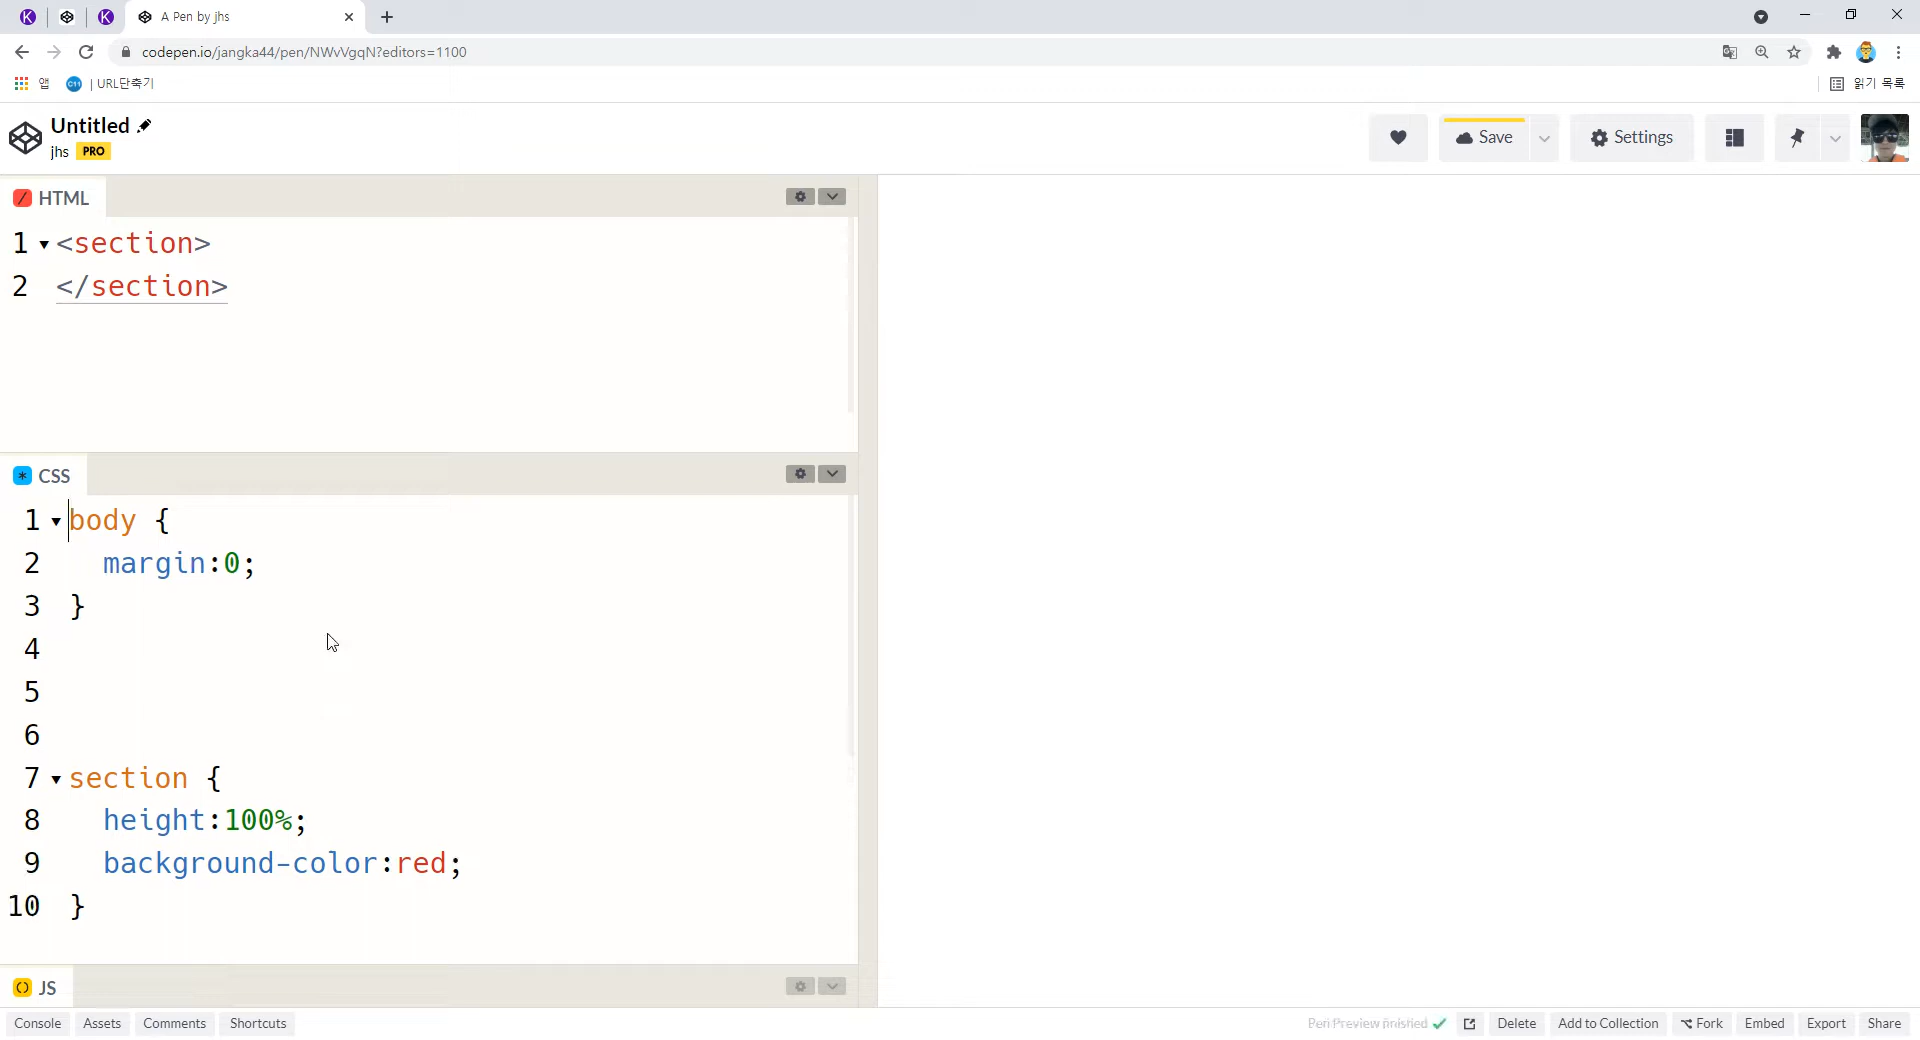 A Pen by jhs
codepen.io/jangka44/pen/NWvVgqN?editors=1100
앱
C11
| URL단축기
읽기 목록
Untitled
jhs PRO
Save
Settings
HTML
1 <section>
2 </section>
CSS
1 body {
2 margin:0;
3 }
4
5
6
7 section {
8 height:100%;
9 background-color:red;
10 }
JS
Console Assets Comments Shortcuts
Pen Preview finished
Delete Add to Collection Fork Embed Export Share